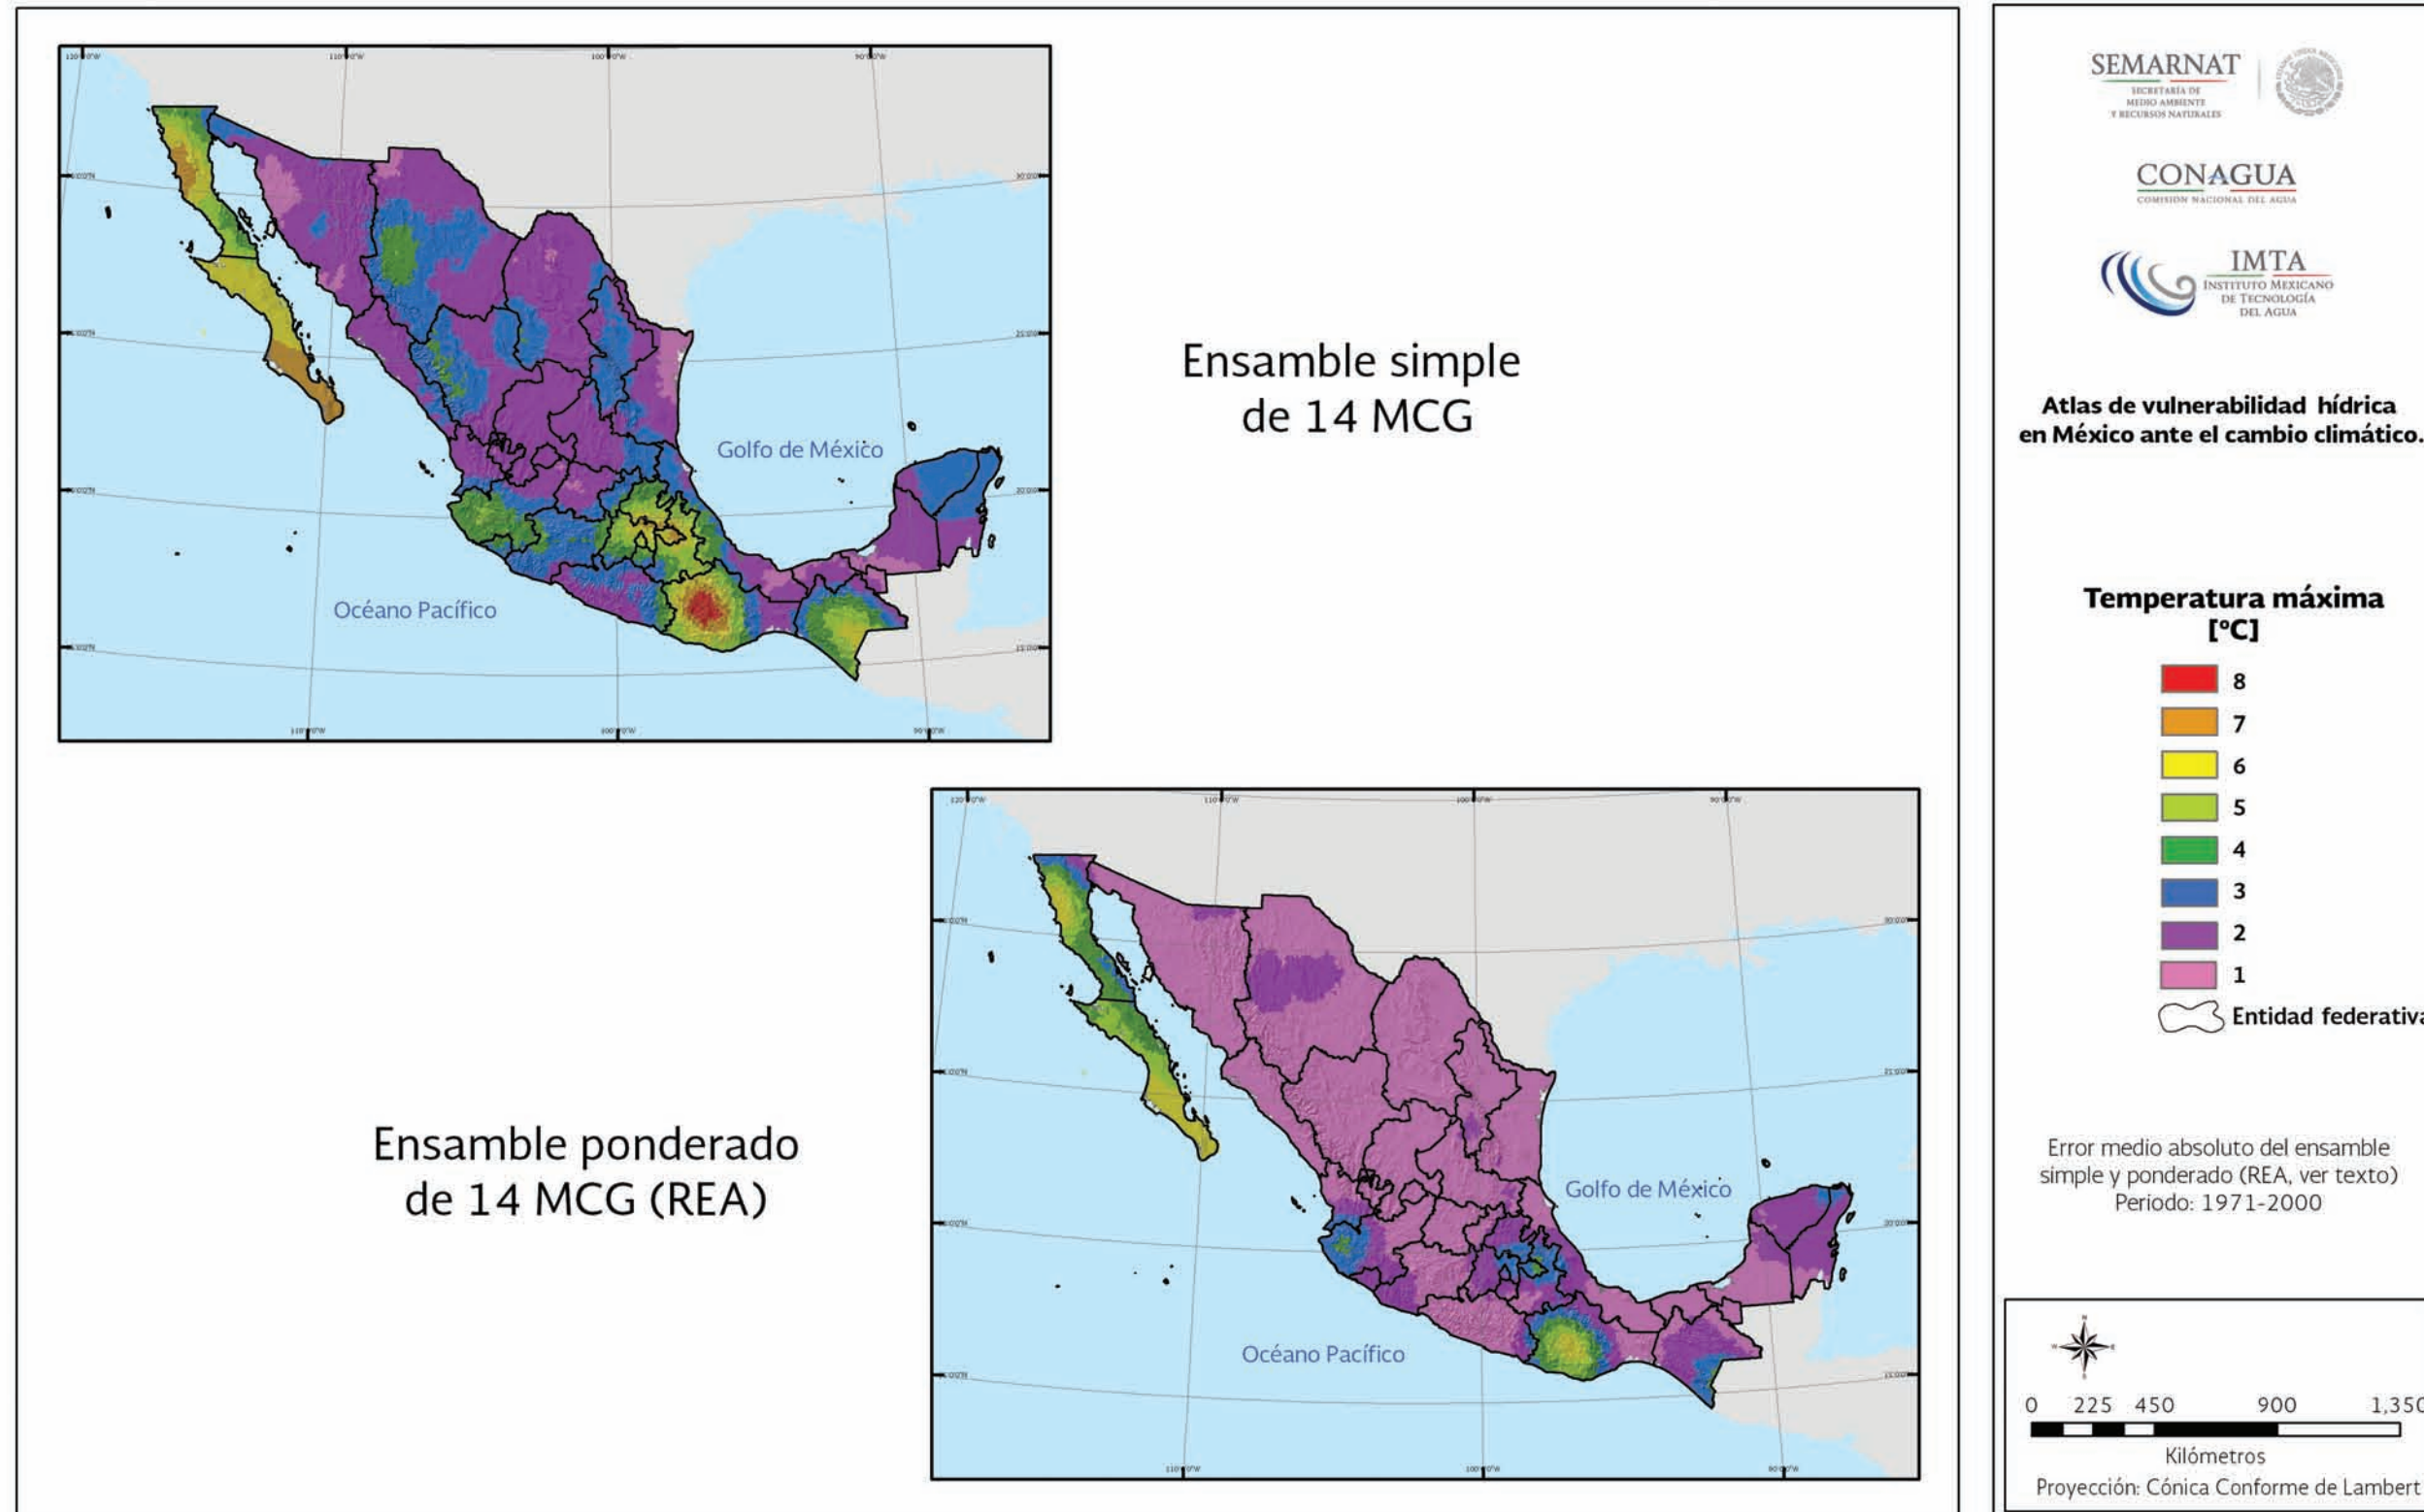 Ensamble simple
de 14 MCG
Golfo de México
Océano Pacífico
Ensamble ponderado
de 14 MCG (REA)
Golfo de México
Océano Pacífico
SEMARNAT
SECRETARÍA DE
MEDIO AMBIENTE
Y RECURSOS NATURALES
CONAGUA
COMISIÓN NACIONAL DEL AGUA
IMTA
INSTITUTO MEXICANO
DE TECNOLOGÍA
DEL AGUA
Atlas de vulnerabilidad hídrica
en México ante el cambio climático.
Temperatura máxima
[°C]
8
7
6
5
4
3
2
1
Entidad federativa
Error medio absoluto del ensamble
simple y ponderado (REA, ver texto)
Periodo: 1971-2000
0 225 450 900 1,350
Kilómetros
Proyección: Cónica Conforme de Lambert